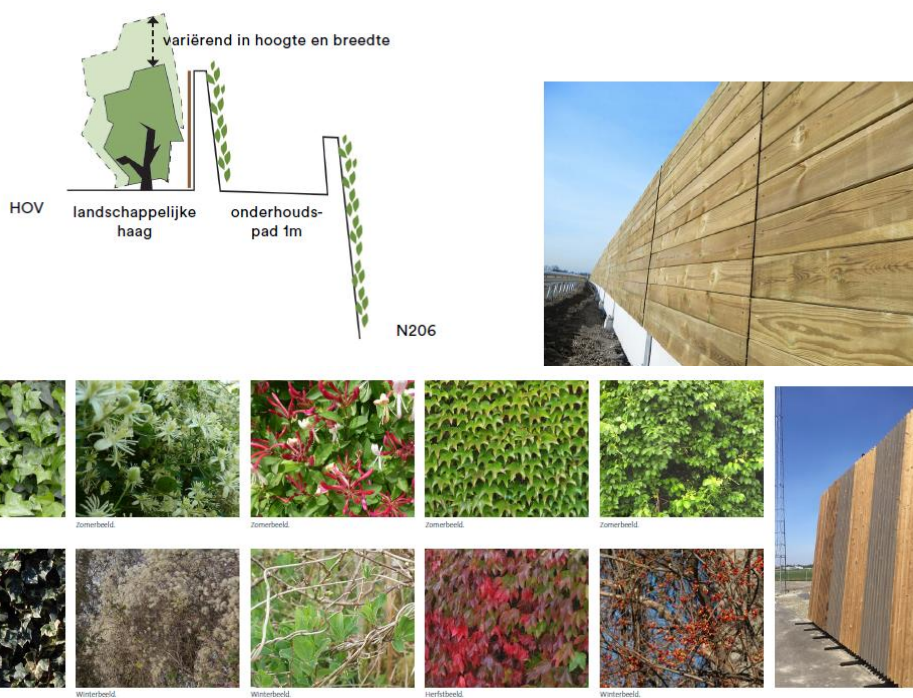 variërend in hoogte en breedte
HOV
landschappelijke
haag
onderhouds-
pad 1m
N206
Zomerbeeld.
Zomerbeeld.
Zomerbeeld.
Zomerbeeld.
Winterbeeld.
Winterbeeld.
Herfstbeeld.
Winterbeeld.